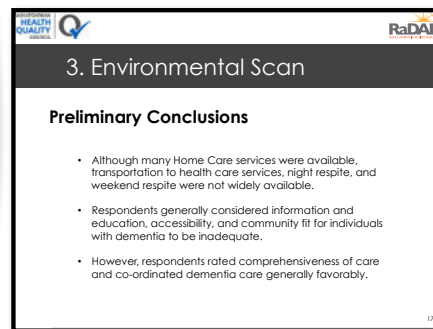 SASKATCHEWAN
HEALTH
QUALITY
COUNCIL
RaDAR
3. Environmental Scan
Preliminary Conclusions
• Although many Home Care services were available,
transportation to health care services, night respite, and
weekend respite were not widely available.
• Respondents generally considered information and
education, accessibility, and community fit for individuals
with dementia to be inadequate.
• However, respondents rated comprehensiveness of care
and co-ordinated dementia care generally favorably.
17